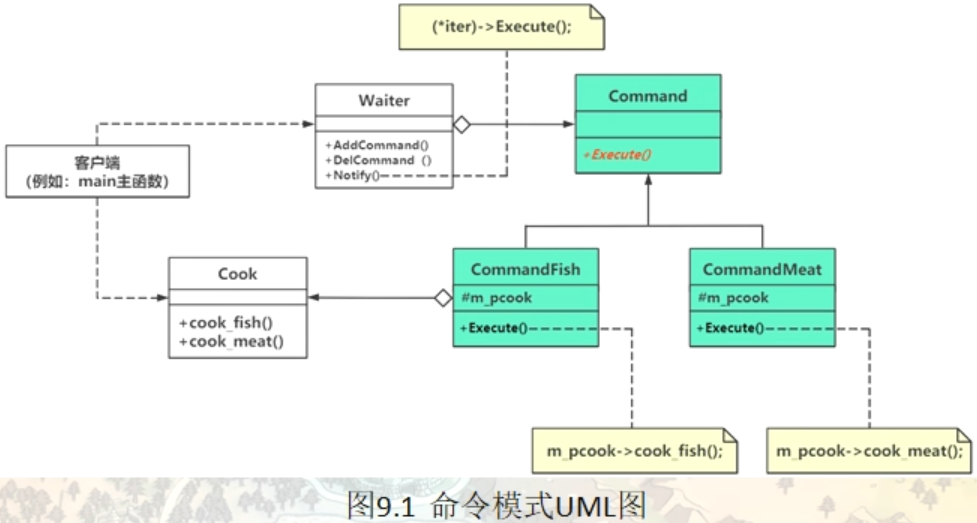 (*iter)->Execute();
Waiter
+AddCommand()
+DelCommand ()
+Notify()
Command
+Execute()
客户端
(例如：main主函数)
Cook
+cook_fish()
+cook_meat()
CommandFish
#m_pcook
+Execute()
CommandMeat
#m_pcook
+Execute()
m_pcook->cook_fish();
m_pcook->cook_meat();
图9.1 命令模式UML图